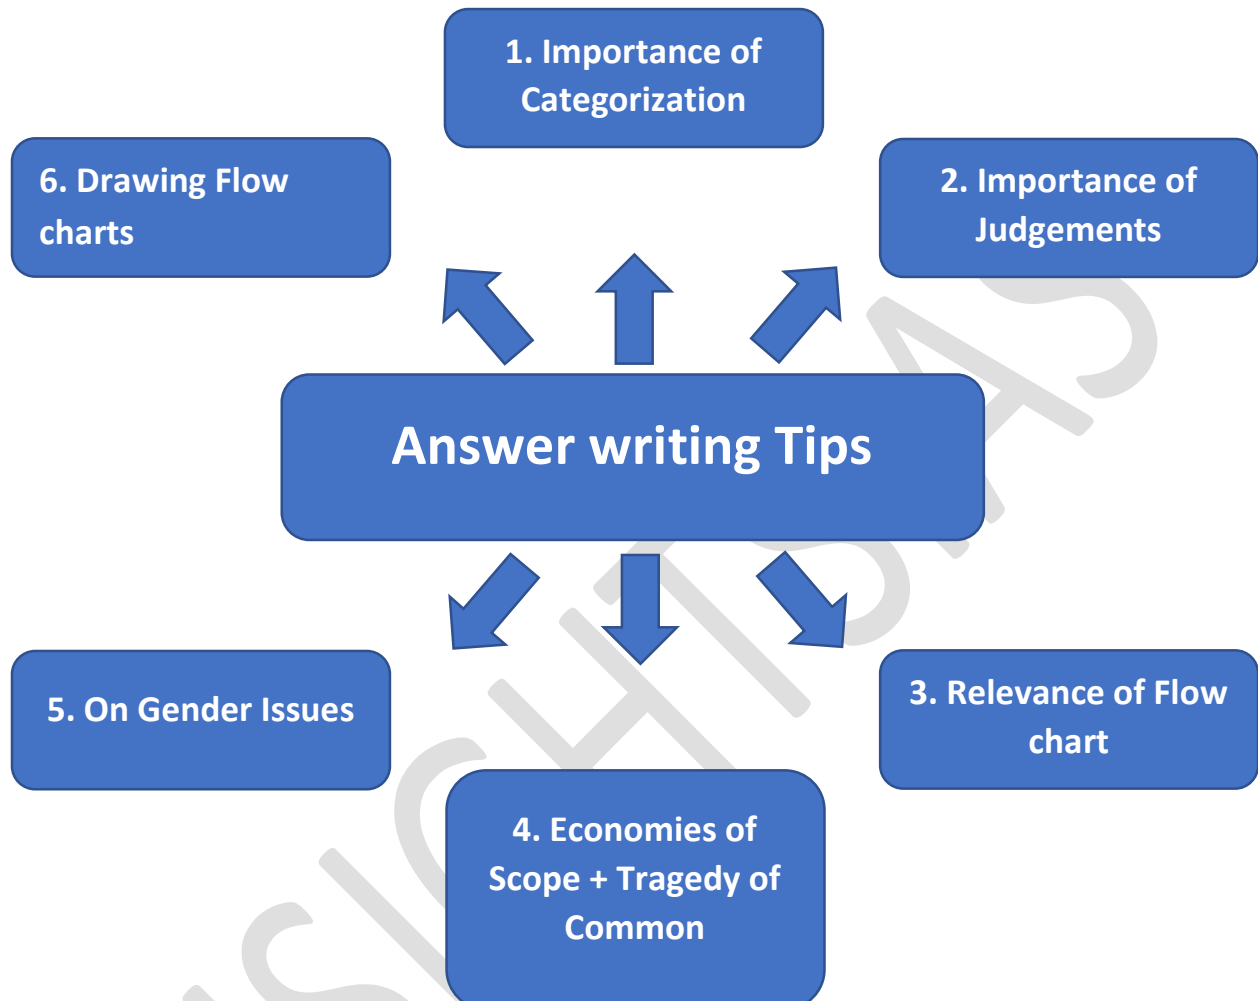 1. Importance of
Categorization
6. Drawing Flow
charts
2. Importance of
Judgements
Answer writing Tips
5. On Gender Issues
3. Relevance of Flow
chart
4. Economies of
Scope + Tragedy of
Common
INSIGHTSIAS